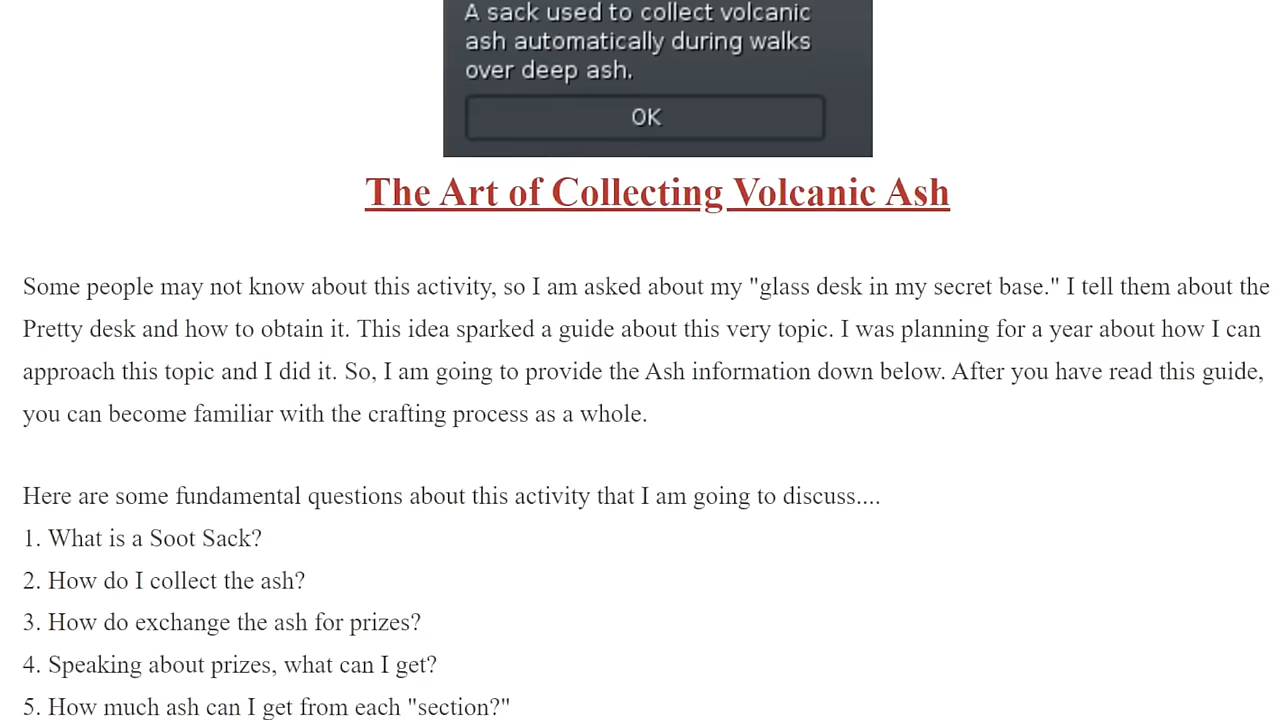 A sack used to collect volcanic
ash automatically during walks
over deep ash.
OK
The Art of Collecting Volcanic Ash
Some people may not know about this activity, so I am asked about my "glass desk in my secret base." I tell them about the
Pretty desk and how to obtain it. This idea sparked a guide about this very topic. I was planning for a year about how I can
approach this topic and I did it. So, I am going to provide the Ash information down below. After you have read this guide,
you can become familiar with the crafting process as a whole.
Here are some fundamental questions about this activity that I am going to discuss....
1. What is a Soot Sack?
2. How do I collect the ash?
3. How do exchange the ash for prizes?
4. Speaking about prizes, what can I get?
5. How much ash can I get from each "section?"